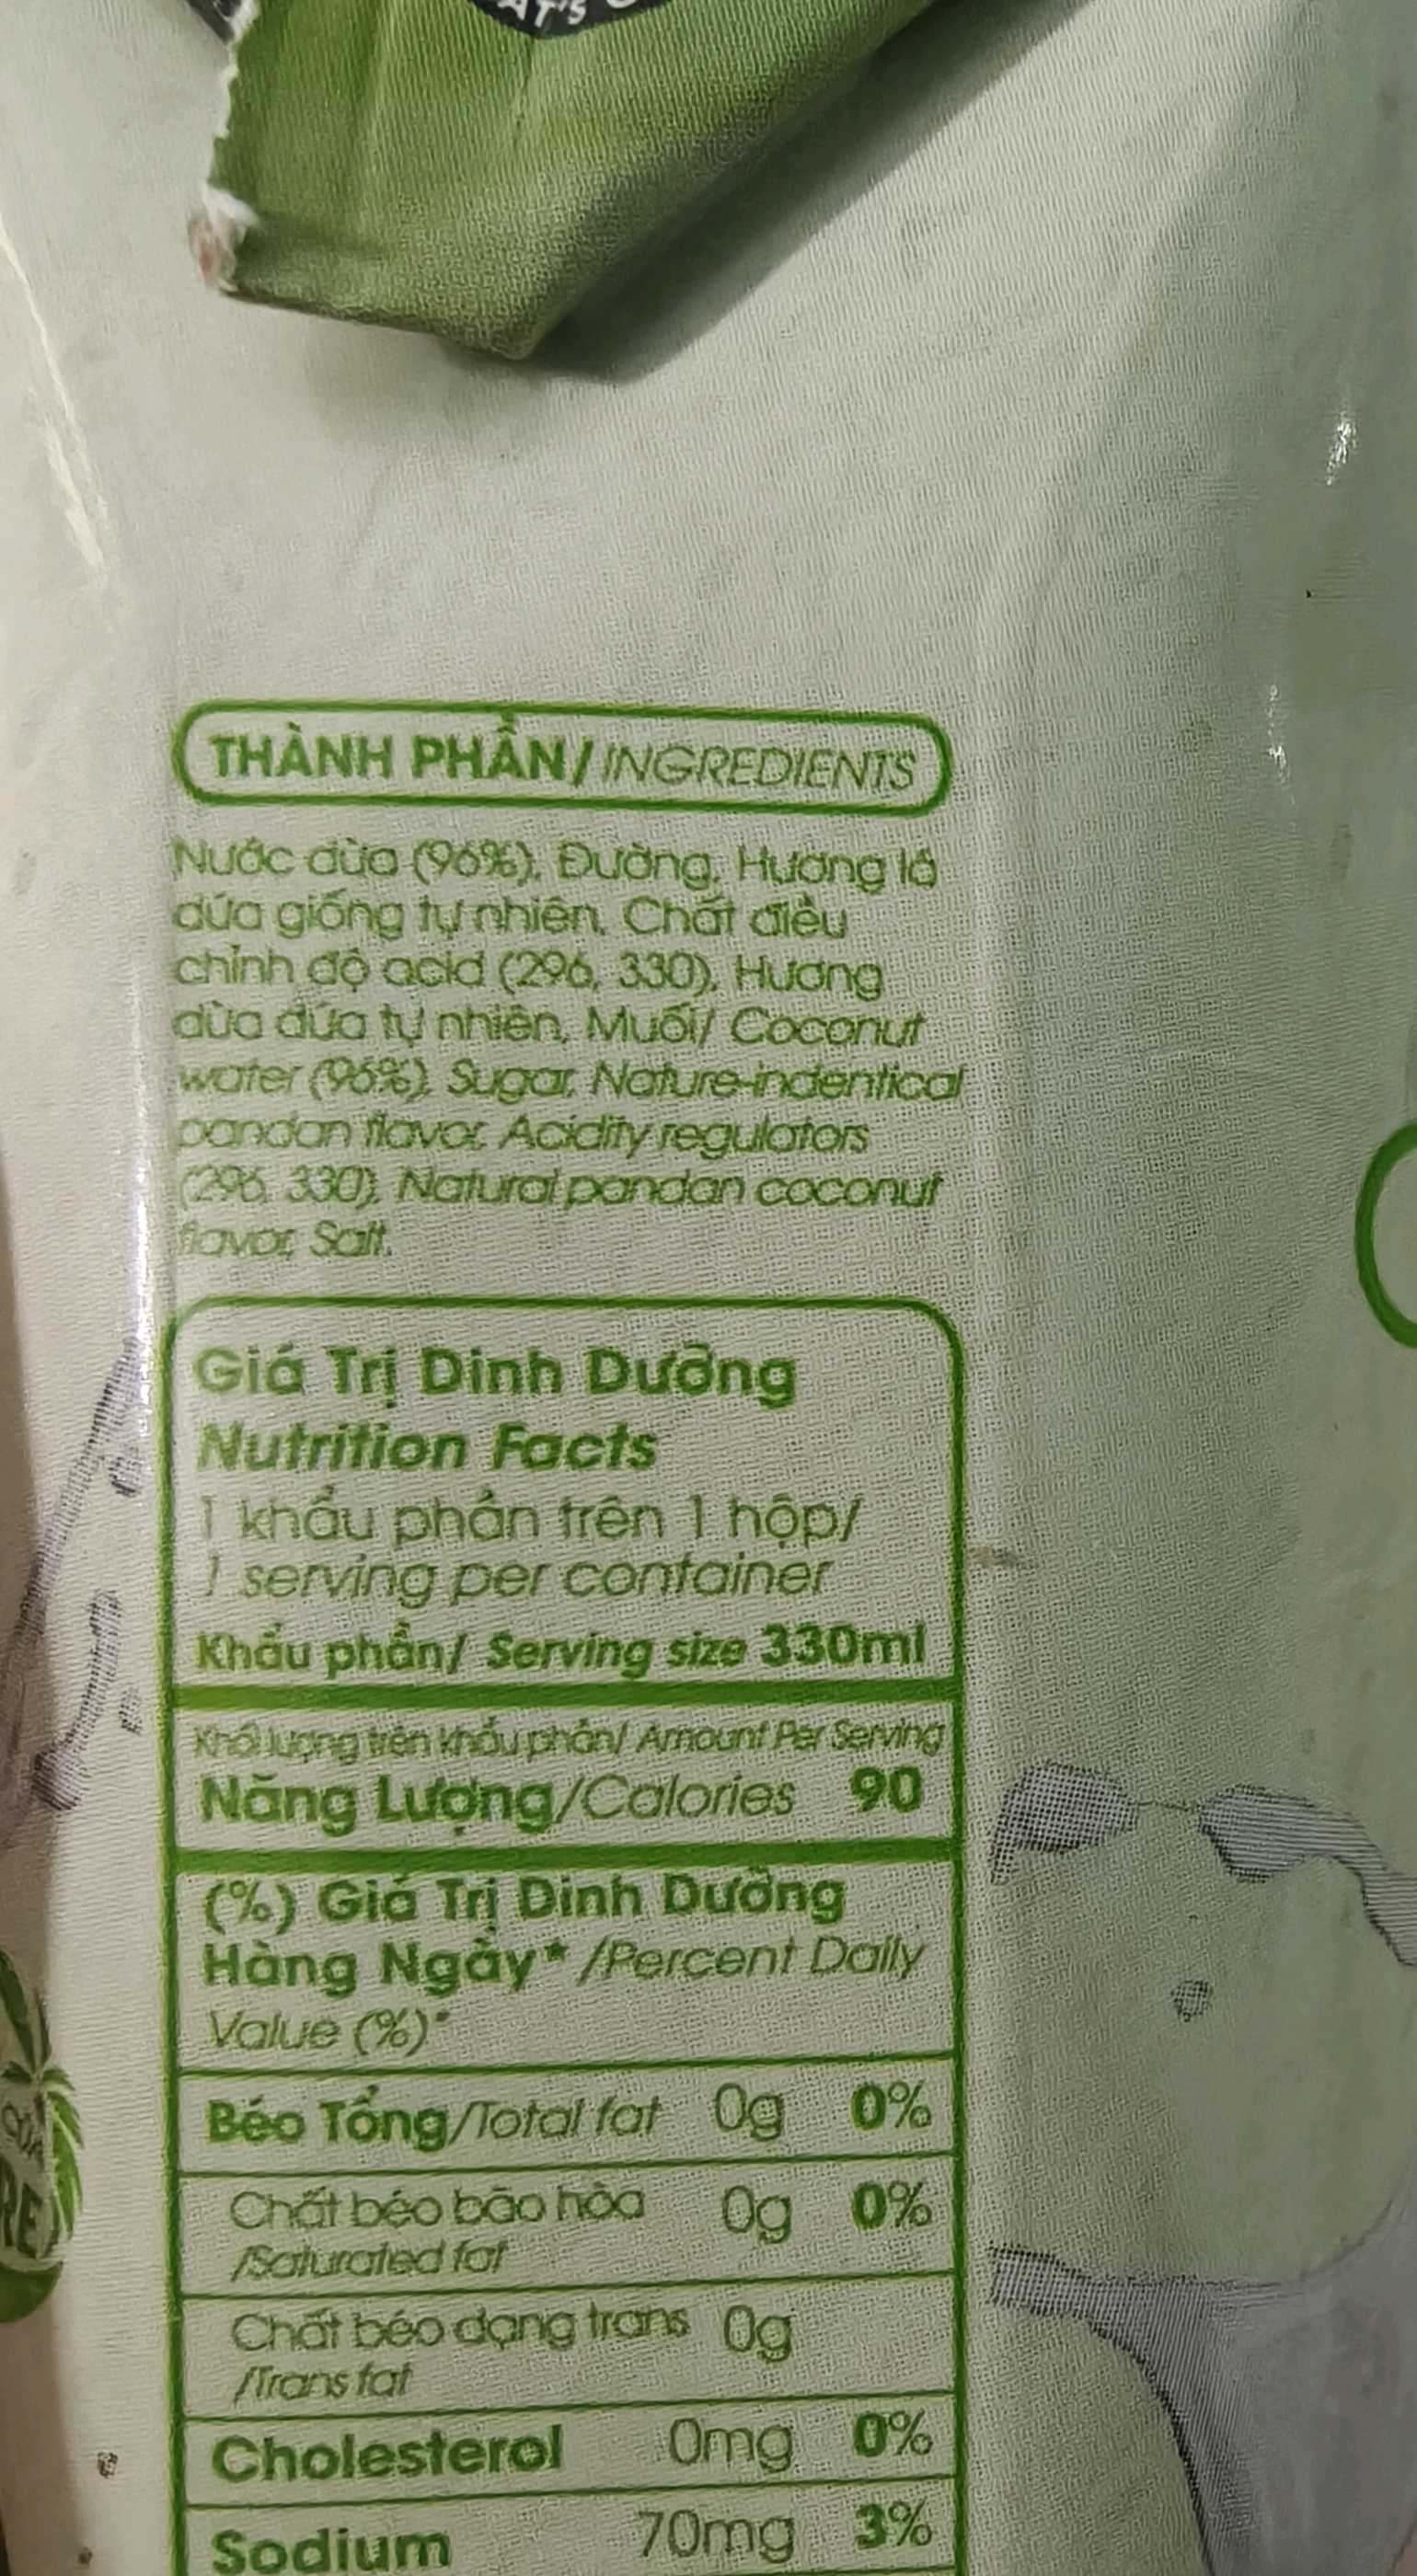 AT'S
THÀNH PHẦN/INGREDIENTS
Nước dừa (96%), Đường, Hương lá
dứa giống tự nhiên, Chất điều
chỉnh độ acid (296, 330), Hương
dừa dứa tự nhiên, Muối/ Coconut
water (96%), Sugar, Nature-indentical
pandan flavor, Acidity regulators
(296, 330), Natural pandan coconut
flavor, Salt.
Giá Trị Dinh Dưỡng
Nutrition Facts
1 khẩu phần trên 1 hộp/
1 serving per container
Khẩu phần/ Serving size 330ml
Khối lượng trên khẩu phần/ Amount Per Serving
Năng Lượng/Calories 90
(%) Giá Trị Dinh Dưỡng
Hàng Ngày* /Percent Daily
Value (%)*
Béo Tổng/Total fat 0g 0%
Chất béo bão hòa 0g 0%
/Saturated fat
Chất béo dạng trans 0g
/Trans fat
Cholesterol 0mg 0%
Sodium 70mg 3%